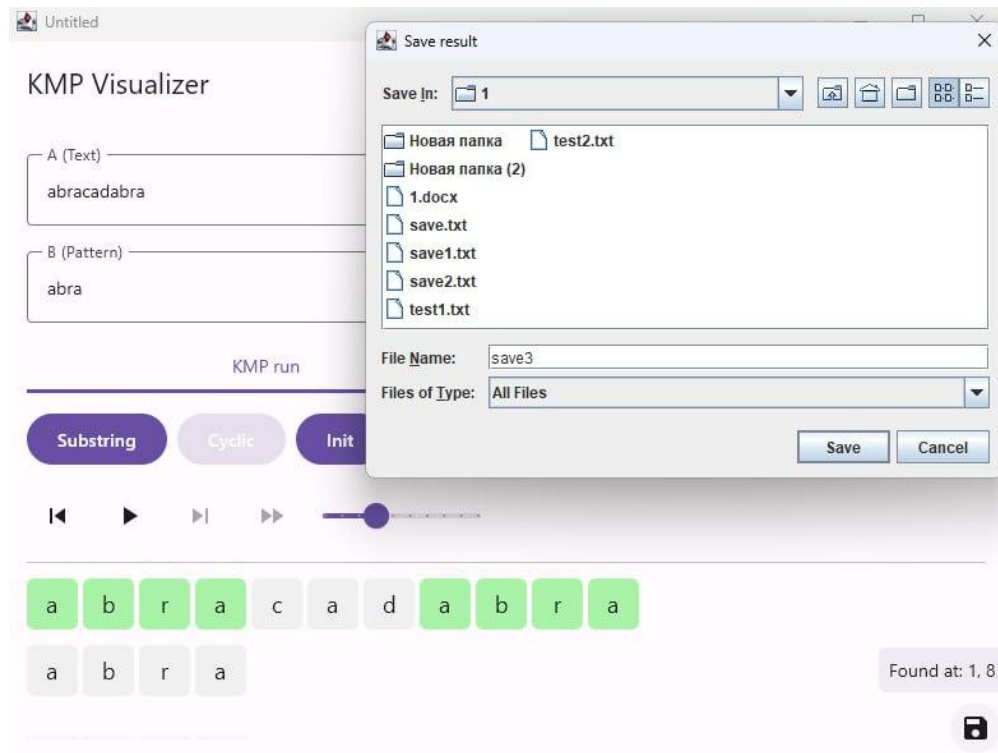 Untitled
Save result
KMP Visualizer
Save In: 1
Новая папка test2.txt
Новая папка (2)
1.docx
save.txt
save1.txt
save2.txt
test1.txt
A (Text)
abracadabra
B (Pattern)
abra
File Name: save3
Files of Type: All Files
Save Cancel
KMP run
Substring Cyclic Init
a b r a c a d a b r a
a b r a
Found at: 1, 8